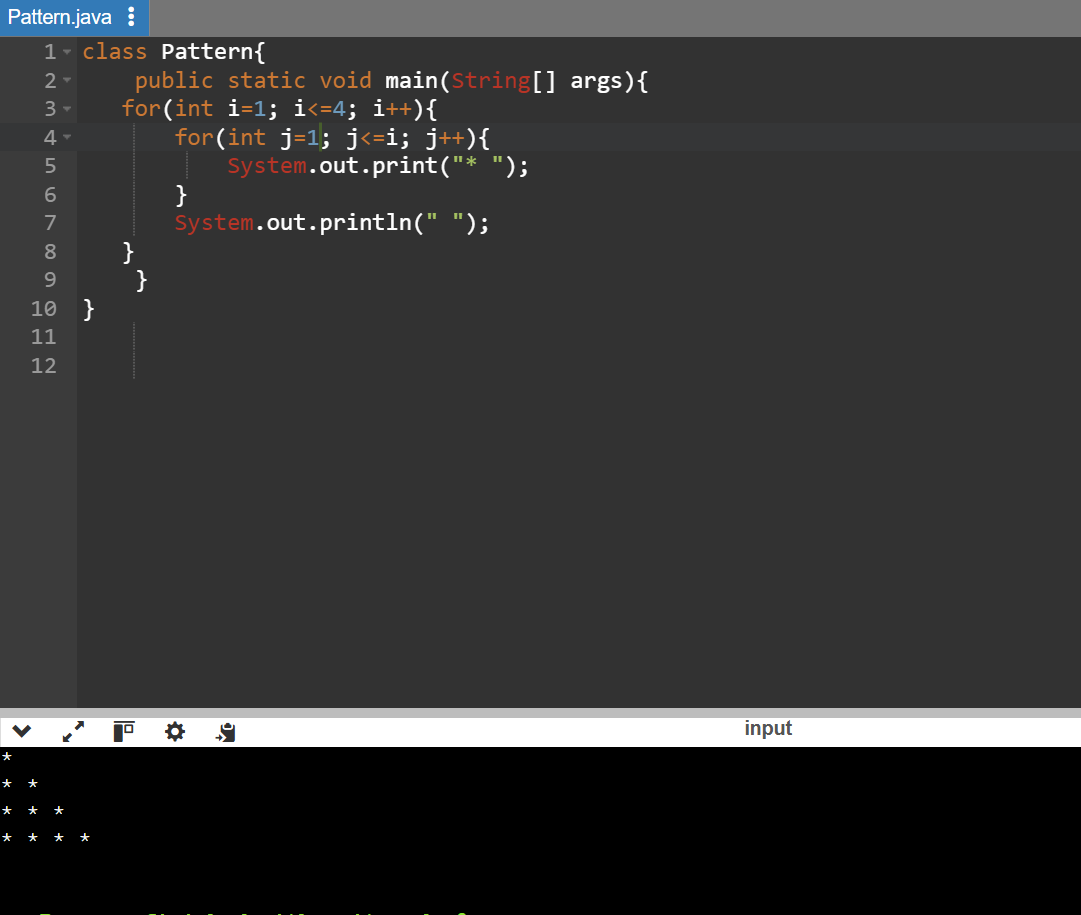 Pattern.java
1 class Pattern{
2     public static void main(String[] args){
3    for(int i=1; i<=4; i++){
4        for(int j=1; j<=i; j++){
5            System.out.print("* ");
6        }
7        System.out.println(" ");
8    }
9     }
10 }
11
12
input
*
* *
* * *
* * * *